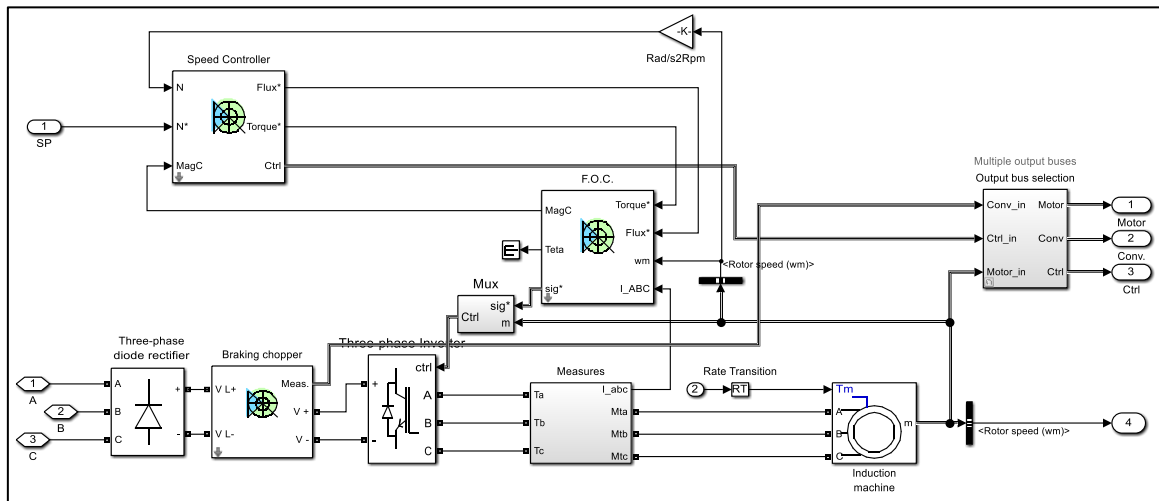 -K-
Rad/s2Rpm
Speed Controller
N
Flux*
1
SP
N*
Torque*
MagC
Ctrl
Multiple output buses
Output bus selection
F.O.C.
MagC
Torque*
Teta
Flux*
wm
sig*
I_ABC
<Rotor speed (wm)>
Conv_in
Motor
1
Motor
Ctrl_in
Conv
2
Conv.
Motor_in
Ctrl
3
Ctrl
Mux
sig*
Ctrl
m
Three-phase
diode rectifier
Braking chopper
Three-phase Inverter
1
A
2
B
3
C
A
B
C
+
-
V L+
Meas.
V +
V L-
V -
ctrl
+
A
B
-
C
Measures
Ta
I_abc
Mta
Tb
Mtb
Tc
Mtc
Rate Transition
2
RT
Tm
A
B
C
m
Induction
machine
<Rotor speed (wm)>
4